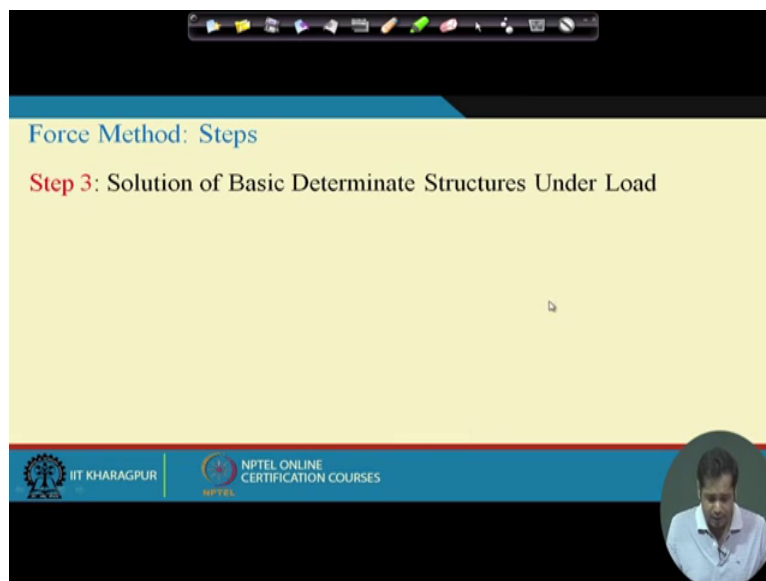 Force Method: Steps
Step 3: Solution of Basic Determinate Structures Under Load
IIT KHARAGPUR
NPTEL
NPTEL ONLINE
CERTIFICATION COURSES